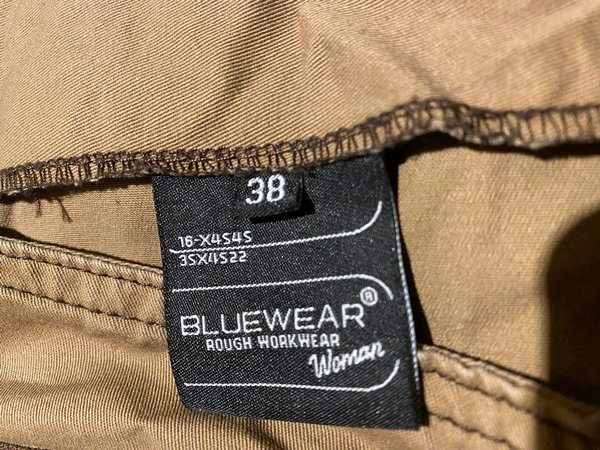 38
16-X4S4S
3SX4S22
BLUEWEAR®
ROUGH WORKWEAR
Woman